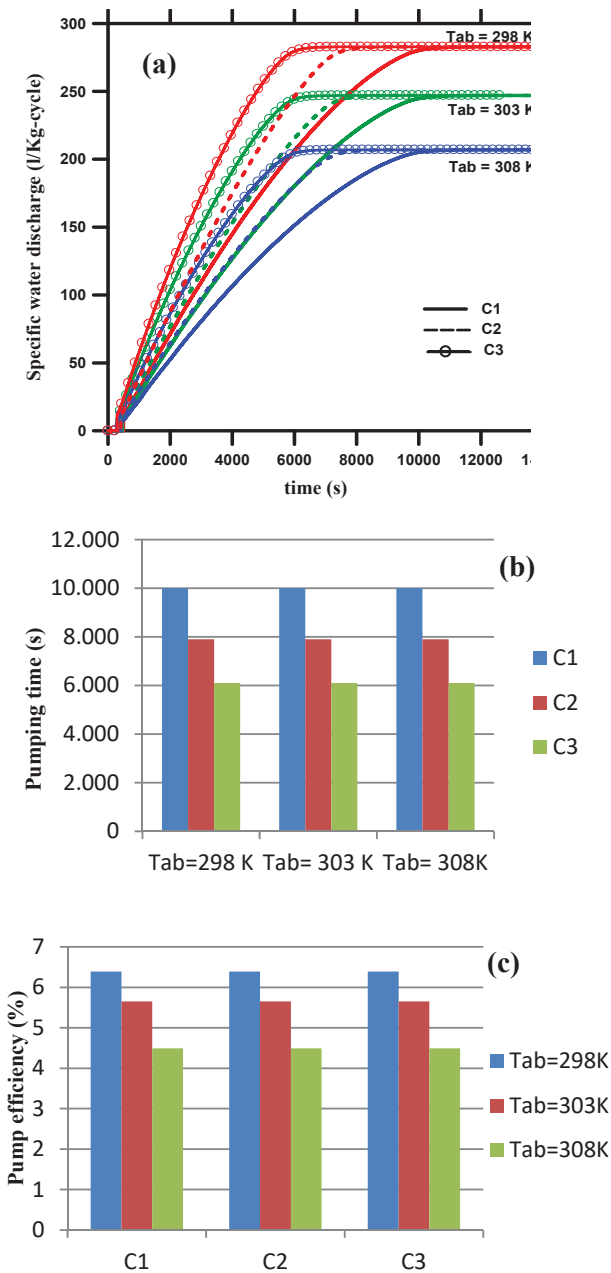 300
250
200
150
100
50
0
Specific water discharge (l/Kg-cycle)
(a)
Tab = 298 K
Tab = 303 K
Tab = 308 K
C1
C2
C3
0 2000 4000 6000 8000 10000 12000 1
time (s)
12.000
10.000
8.000
6.000
4.000
2.000
0
Pumping time (s)
(b)
C1
C2
C3
Tab=298 K Tab= 303 K Tab= 308K
7
6
5
4
3
2
1
0
Pump efficiency (%)
(c)
Tab=298K
Tab=303K
Tab=308K
C1 C2 C3